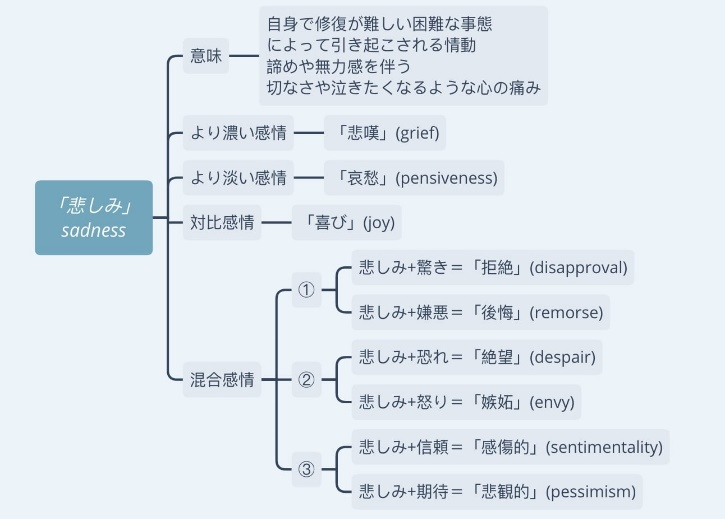 「悲しみ」
sadness
意味
自身で修復が難しい困難な事態
によって引き起こされる情動
諦めや無力感を伴う
切なさや泣きたくなるような心の痛み
より濃い感情
「悲嘆」(grief)
より淡い感情
「哀愁」(pensiveness)
対比感情
「喜び」(joy)
混合感情
①
悲しみ+驚き＝「拒絶」(disapproval)
悲しみ+嫌悪＝「後悔」(remorse)
②
悲しみ+恐れ＝「絶望」(despair)
悲しみ+怒り＝「嫉妬」(envy)
③
悲しみ+信頼＝「感傷的」(sentimentality)
悲しみ+期待＝「悲観的」(pessimism)